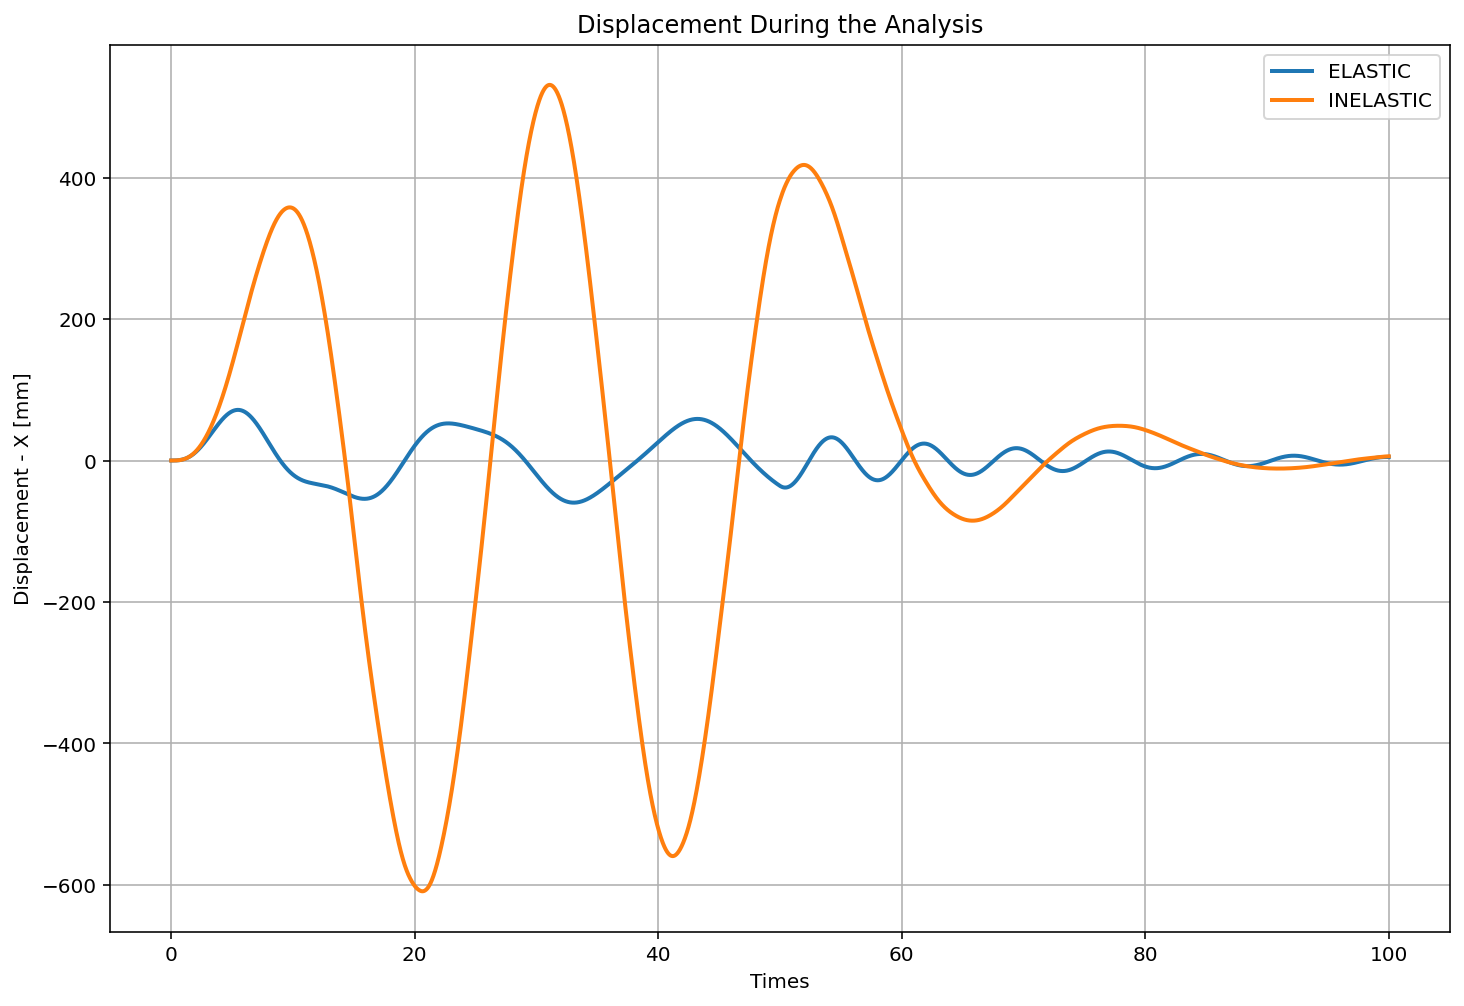 Displacement During the Analysis
ELASTIC
INELASTIC
Displacement - X [mm]
400
200
0
−200
−400
−600
0 20 40 60 80 100
Times